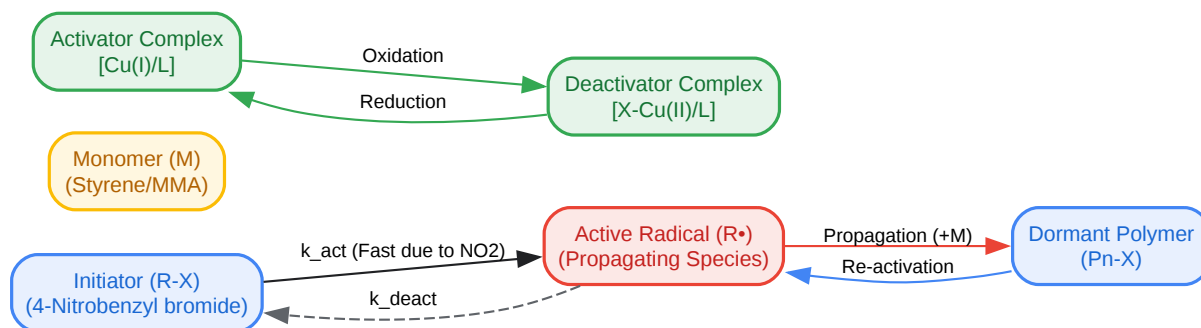 Activator Complex
[Cu(I)/L]
Oxidation
Reduction
Deactivator Complex
[X-Cu(II)/L]
Monomer (M)
(Styrene/MMA)
Initiator (R-X)
(4-Nitrobenzyl bromide)
k_act (Fast due to NO2)
k_deact
Active Radical (R•)
(Propagating Species)
Propagation (+M)
Re-activation
Dormant Polymer
(Pn-X)